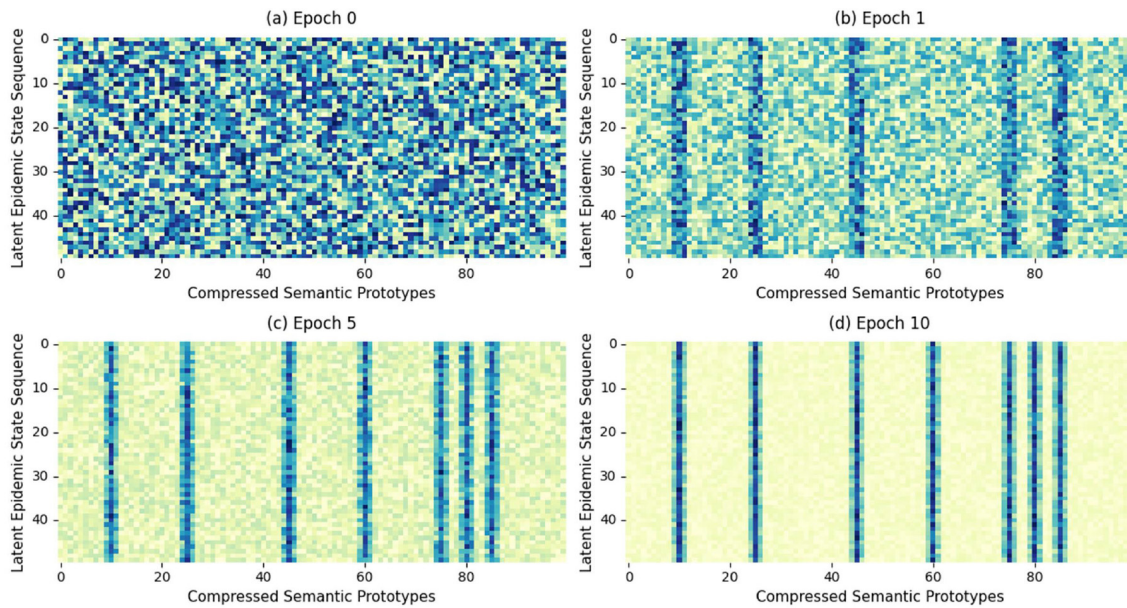 (a) Epoch 0
Latent Epidemic State Sequence
0
10
20
30
40
0 20 40 60 80
Compressed Semantic Prototypes
(b) Epoch 1
Latent Epidemic State Sequence
0
10
20
30
40
0 20 40 60 80
Compressed Semantic Prototypes
(c) Epoch 5
Latent Epidemic State Sequence
0
10
20
30
40
0 20 40 60 80
Compressed Semantic Prototypes
(d) Epoch 10
Latent Epidemic State Sequence
0
10
20
30
40
0 20 40 60 80
Compressed Semantic Prototypes